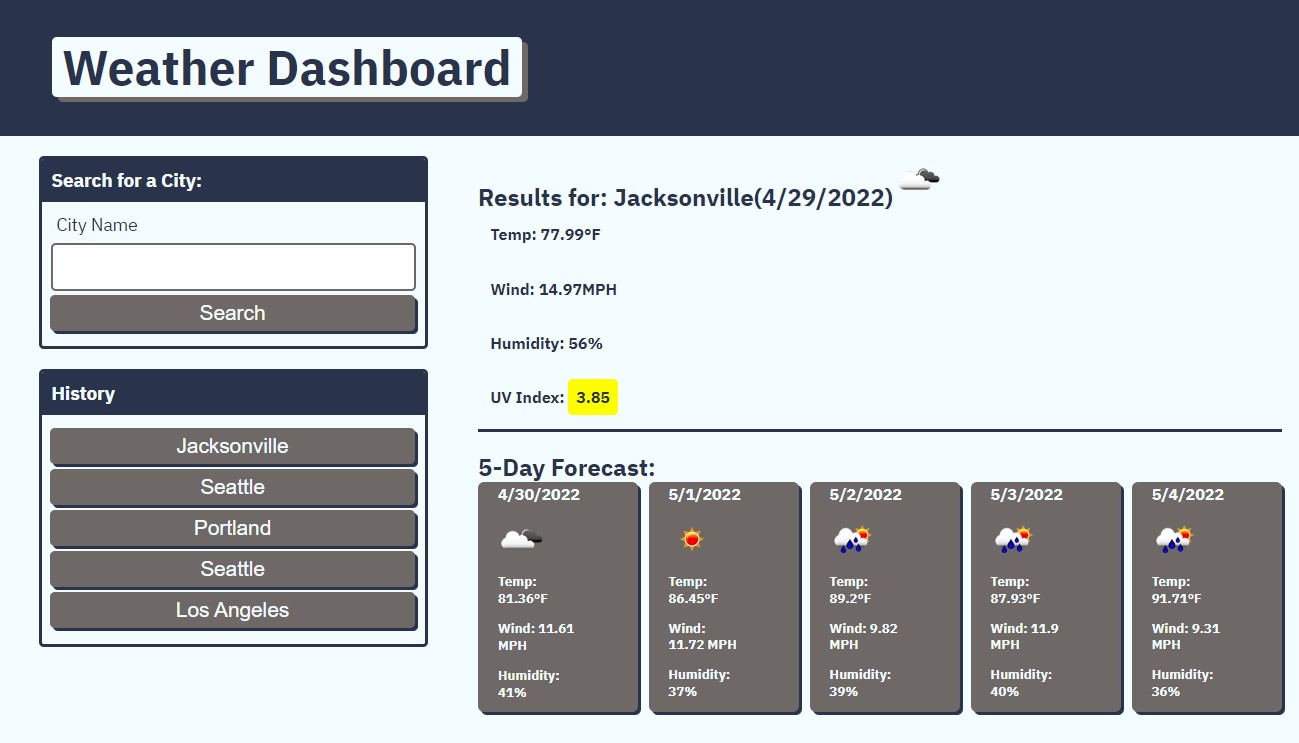 Weather Dashboard
Search for a City:
City Name
Search
History
Jacksonville
Seattle
Portland
Seattle
Los Angeles
Results for: Jacksonville(4/29/2022)
Temp: 77.99°F
Wind: 14.97MPH
Humidity: 56%
UV Index: 3.85
5-Day Forecast:
4/30/2022
Temp:
81.36°F
Wind: 11.61
MPH
Humidity:
41%
5/1/2022
Temp:
86.45°F
Wind:
11.72 MPH
Humidity:
37%
5/2/2022
Temp:
89.2°F
Wind: 9.82
MPH
Humidity:
39%
5/3/2022
Temp:
87.93°F
Wind: 11.9
MPH
Humidity:
40%
5/4/2022
Temp:
91.71°F
Wind: 9.31
MPH
Humidity:
36%